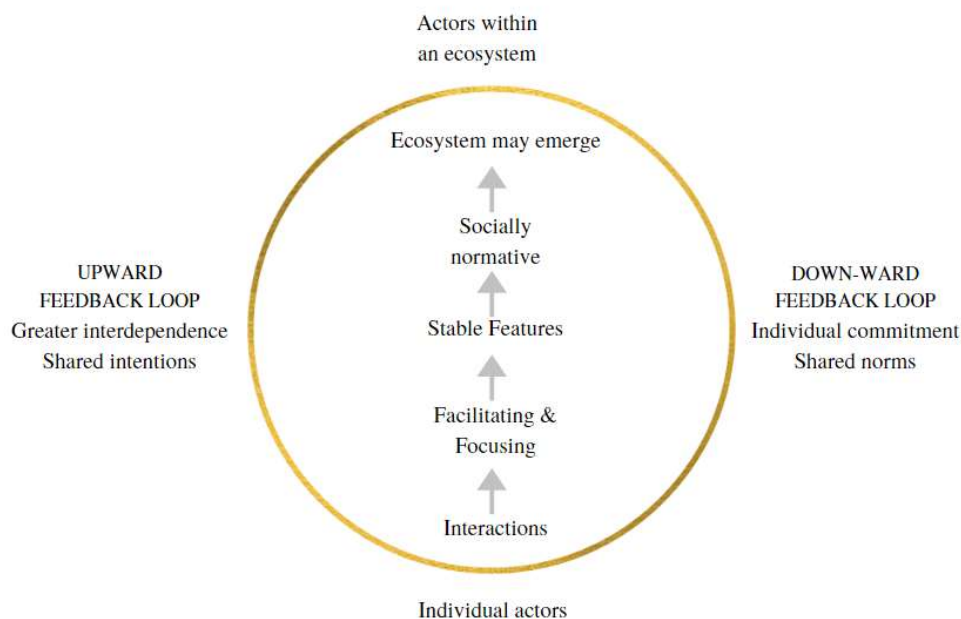 Actors within
an ecosystem
Ecosystem may emerge
Socially
normative
UPWARD
FEEDBACK LOOP
Greater interdependence
Shared intentions
DOWN-WARD
FEEDBACK LOOP
Individual commitment
Shared norms
Stable Features
Facilitating &
Focusing
Interactions
Individual actors